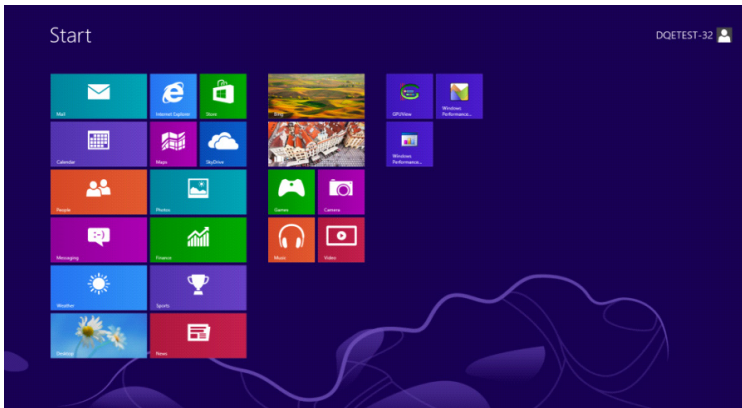 Start
DQETEST-32
Mail
Internet Explorer
Store
Bing
GPUView
Windows Performance...
Calendar
Maps
SkyDrive
Windows Performance...
People
Photos
Games
Camera
Messaging
Finance
Music
Video
Weather
Sports
Desktop
News